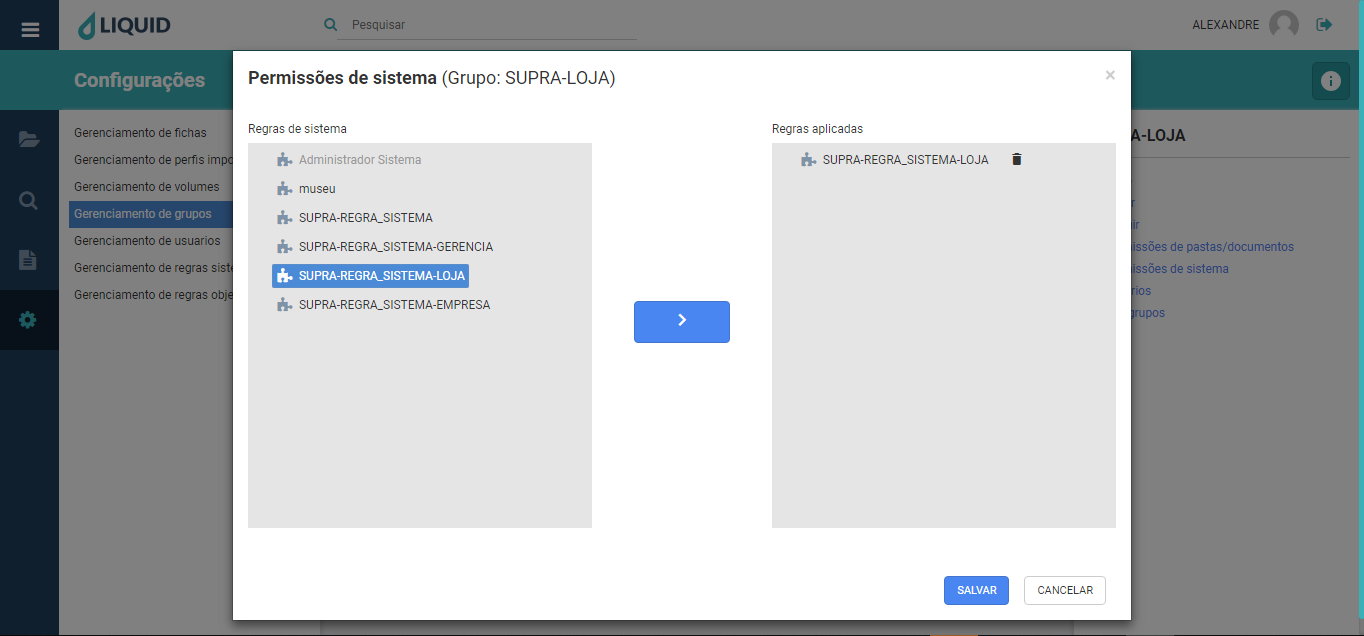 LIQUID
Pesquisar
ALEXANDRE
Configurações
Permissões de sistema (Grupo: SUPRA-LOJA)
×
Gerenciamento de fichas
Gerenciamento de perfis impo
Gerenciamento de volumes
Gerenciamento de grupos
Gerenciamento de usuarios
Gerenciamento de regras siste
Gerenciamento de regras obje
Regras de sistema
Administrador Sistema
museu
SUPRA-REGRA_SISTEMA
SUPRA-REGRA_SISTEMA-GERENCIA
SUPRA-REGRA_SISTEMA-LOJA
SUPRA-REGRA_SISTEMA-EMPRESA
Regras aplicadas
SUPRA-REGRA_SISTEMA-LOJA
SALVAR
CANCELAR
A-LOJA
r
ir
issões de pastas/documentos
issões de sistema
rios
grupos